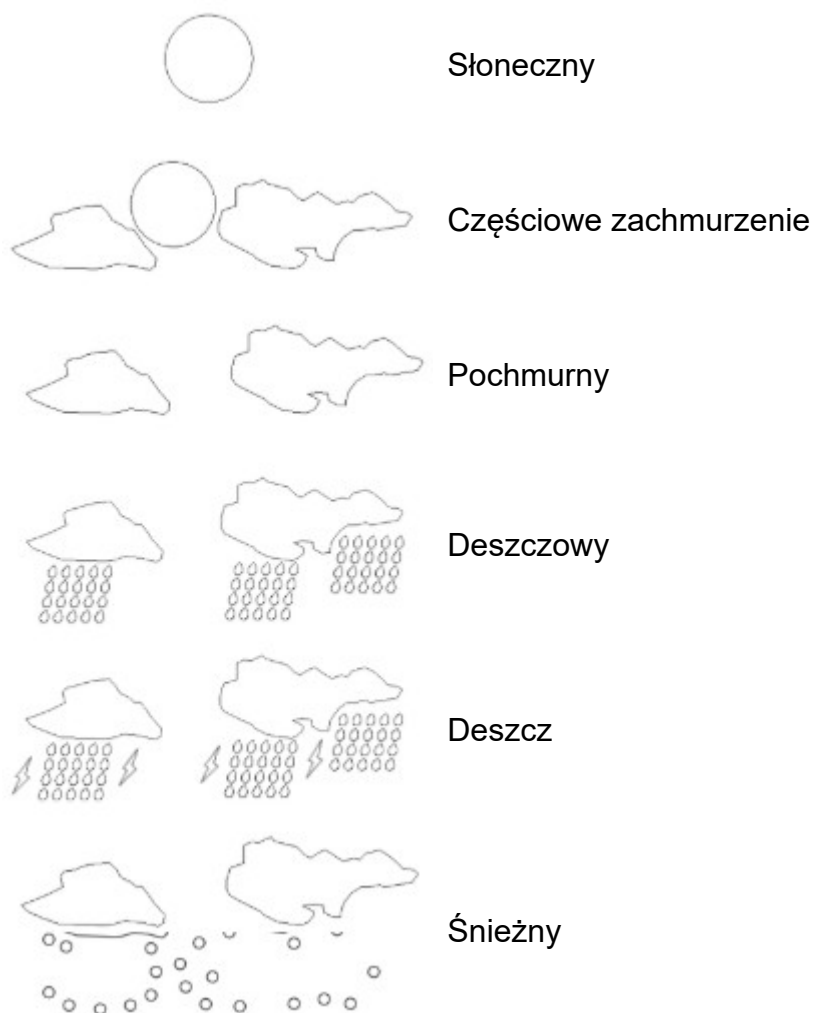 Słoneczny
Częściowe zachmurzenie
Pochmurny
Deszczowy
Deszcz
Śnieżny